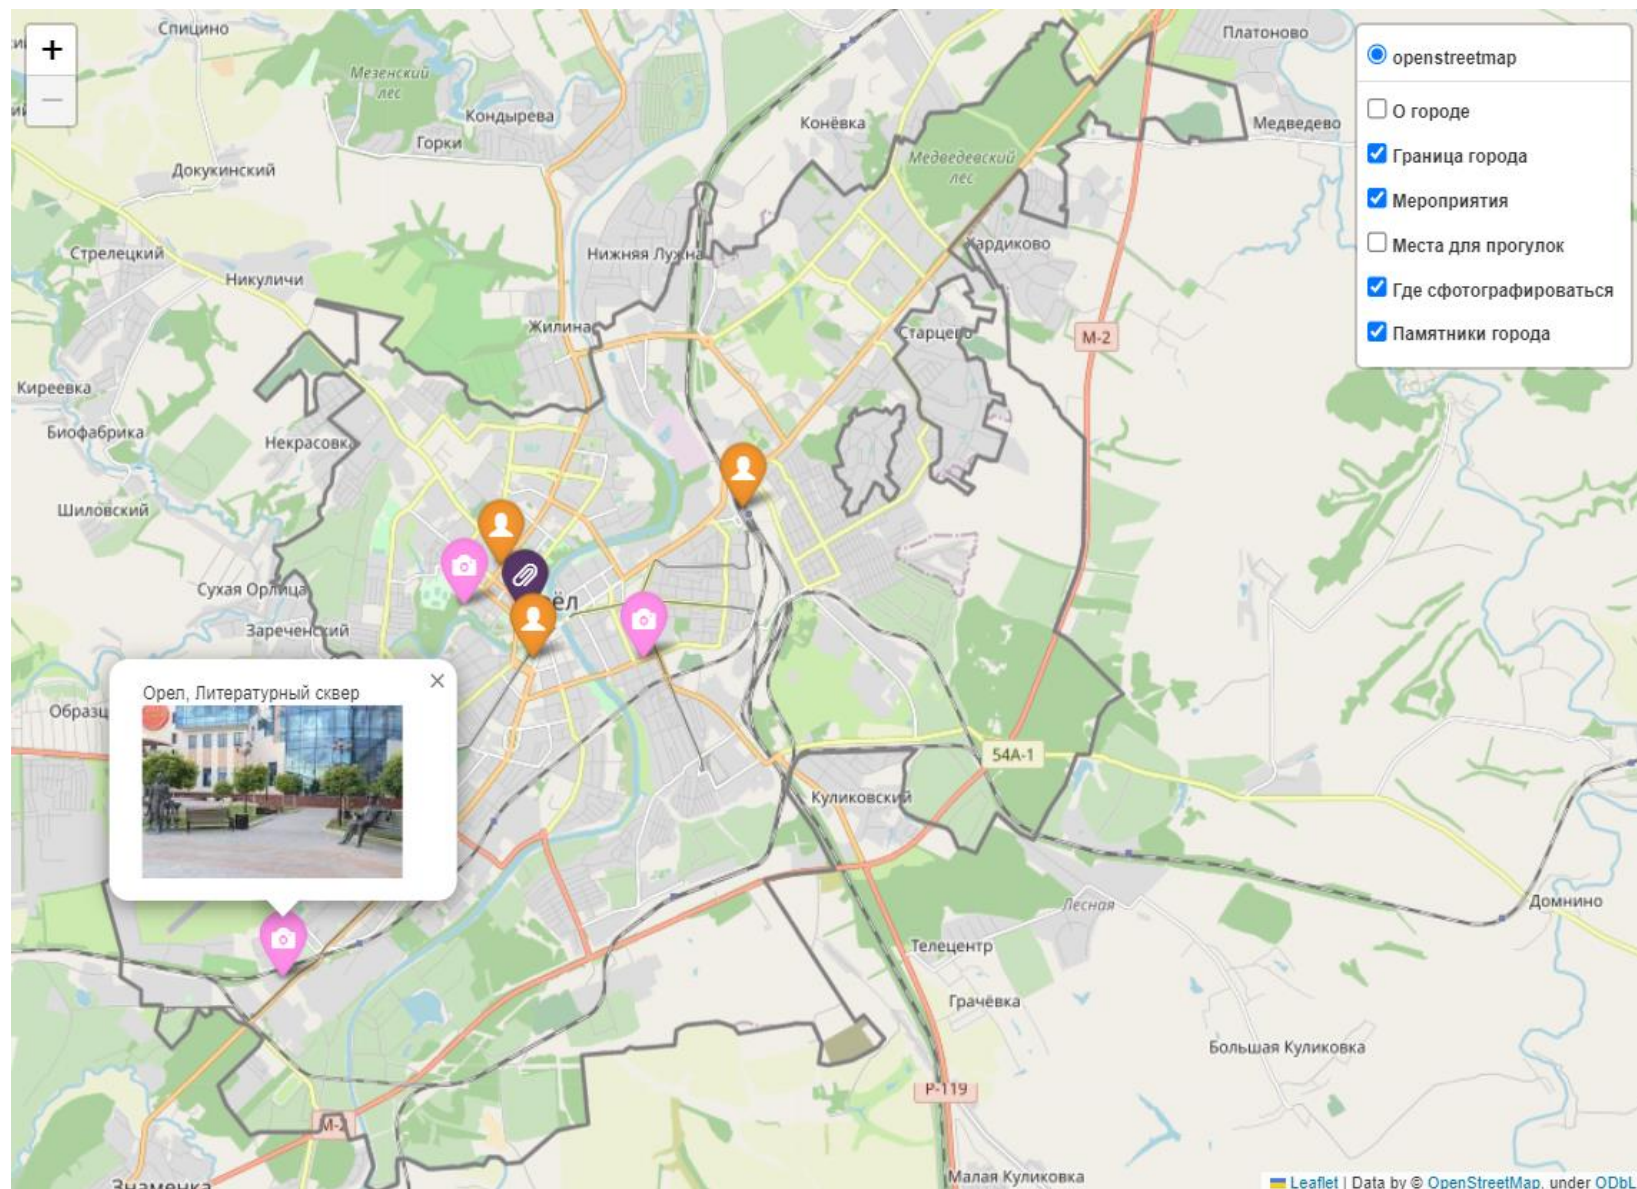 Спицино
Платоново
+
openstreetmap
Мезенский
лес
−
О городе
Кондырева
Конёвка
Медведево
Горки
Граница города
Медведевский
лес
Докукинский
Мероприятия
Хардиково
Места для прогулок
Стрелецкий
Нижняя Лужна
Никуличи
Где сфотографироваться
Жилина
Старцево
М-2
Памятники города
Киреевка
Биофабрика
Некрасовка
Шиловский
Сухая Орлица
ёл
Зареченский
×
Орел, Литературный сквер
Образц
54А-1
Куликовский
Лесная
Домнино
Телецентр
Грачёвка
Большая Куликовка
Р-119
М-2
Малая Куликовка
Знаменка
Leaflet | Data by © OpenStreetMap, under ODbL